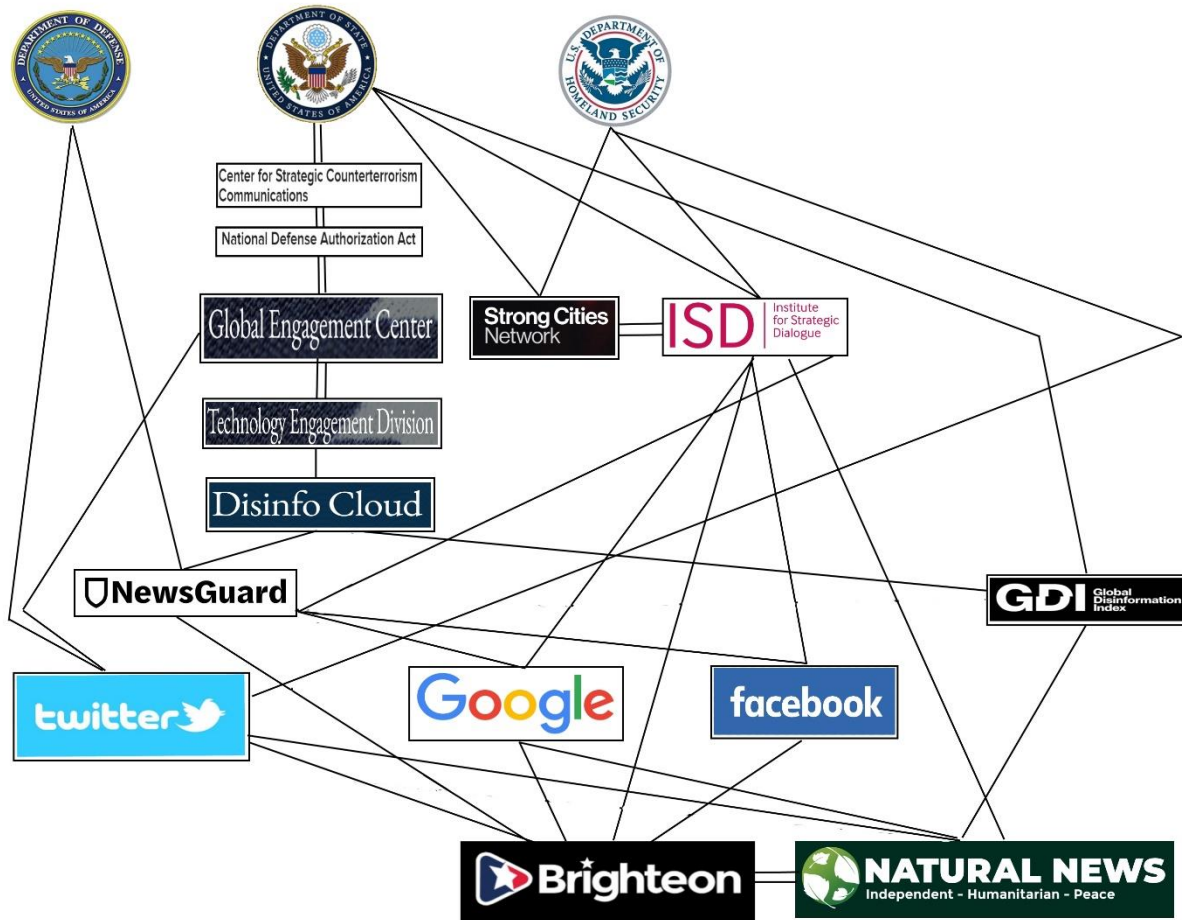 DEPARTMENT OF DEFENSE
UNITED STATES OF AMERICA
DEPARTMENT OF STATE
UNITED STATES OF AMERICA
U.S. DEPARTMENT OF
HOMELAND SECURITY
Center for Strategic Counterterrorism
Communications
National Defense Authorization Act
Global Engagement Center
Strong Cities
Network
ISD
Institute
for Strategic
Dialogue
Technology Engagement Division
Disinfo Cloud
NewsGuard
GDI
Global
Disinformation
Index
twitter
Google
facebook
Brighteon
NATURAL NEWS
Independent - Humanitarian - Peace